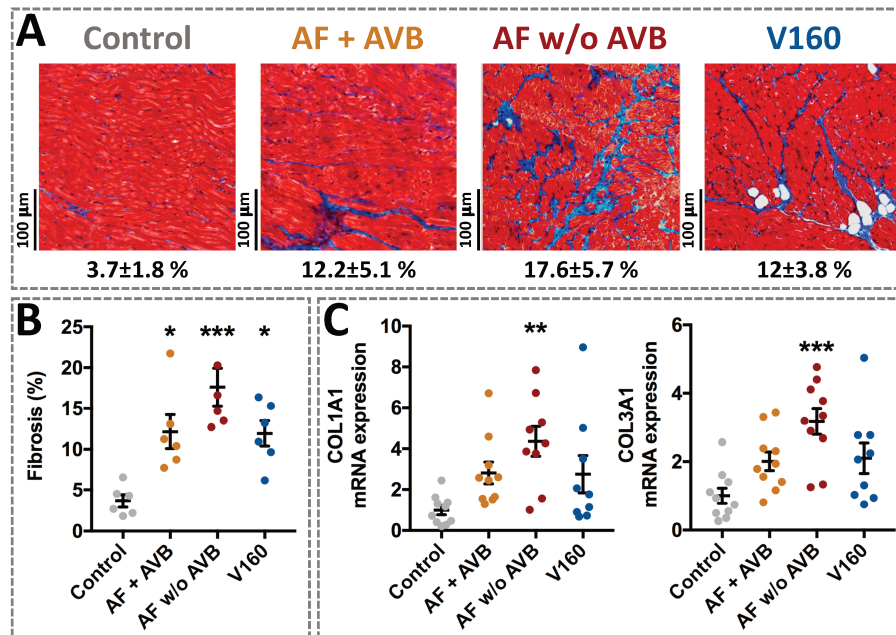 A
Control AF + AVB AF w/o AVB V160
100 µm 100 µm 100 µm 100 µm
3.7±1.8 % 12.2±5.1 % 17.6±5.7 % 12±3.8 %
B
Fibrosis (%)
25
20
15
10
5
0
* *** *
Control AF + AVB AF w/o AVB V160
C
COL1A1
mRNA expression
10
8
6
4
2
0
**
Control AF + AVB AF w/o AVB V160
COL3A1
mRNA expression
6
4
2
0
***
Control AF + AVB AF w/o AVB V160